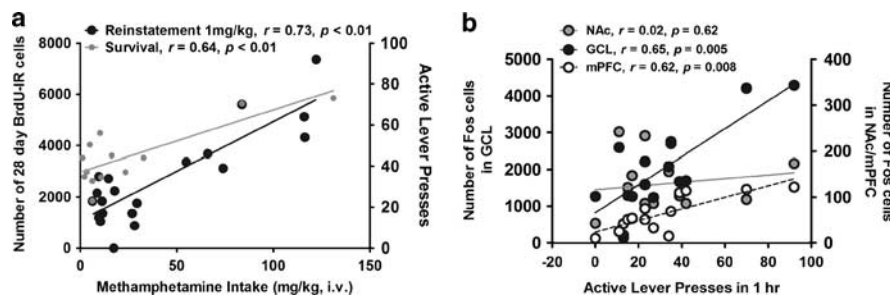 a
Reinstatement 1mg/kg, r = 0.73, p < 0.01
Survival, r = 0.64, p < 0.01
Number of 28 day BrdU-IR cells
8000
6000
4000
2000
0
0
50
100
150
Methamphetamine Intake (mg/kg, i.v.)
100
80
60
40
20
0
Active Lever Presses
b
NAc, r = 0.02, p = 0.62
GCL, r = 0.65, p = 0.005
mPFC, r = 0.62, p = 0.008
Number of Fos cells
in GCL
5000
4000
3000
2000
1000
0
-20
0
20
40
60
80
100
Active Lever Presses in 1 hr
400
300
200
100
0
Number of Fos cells
in NAc/mPFC